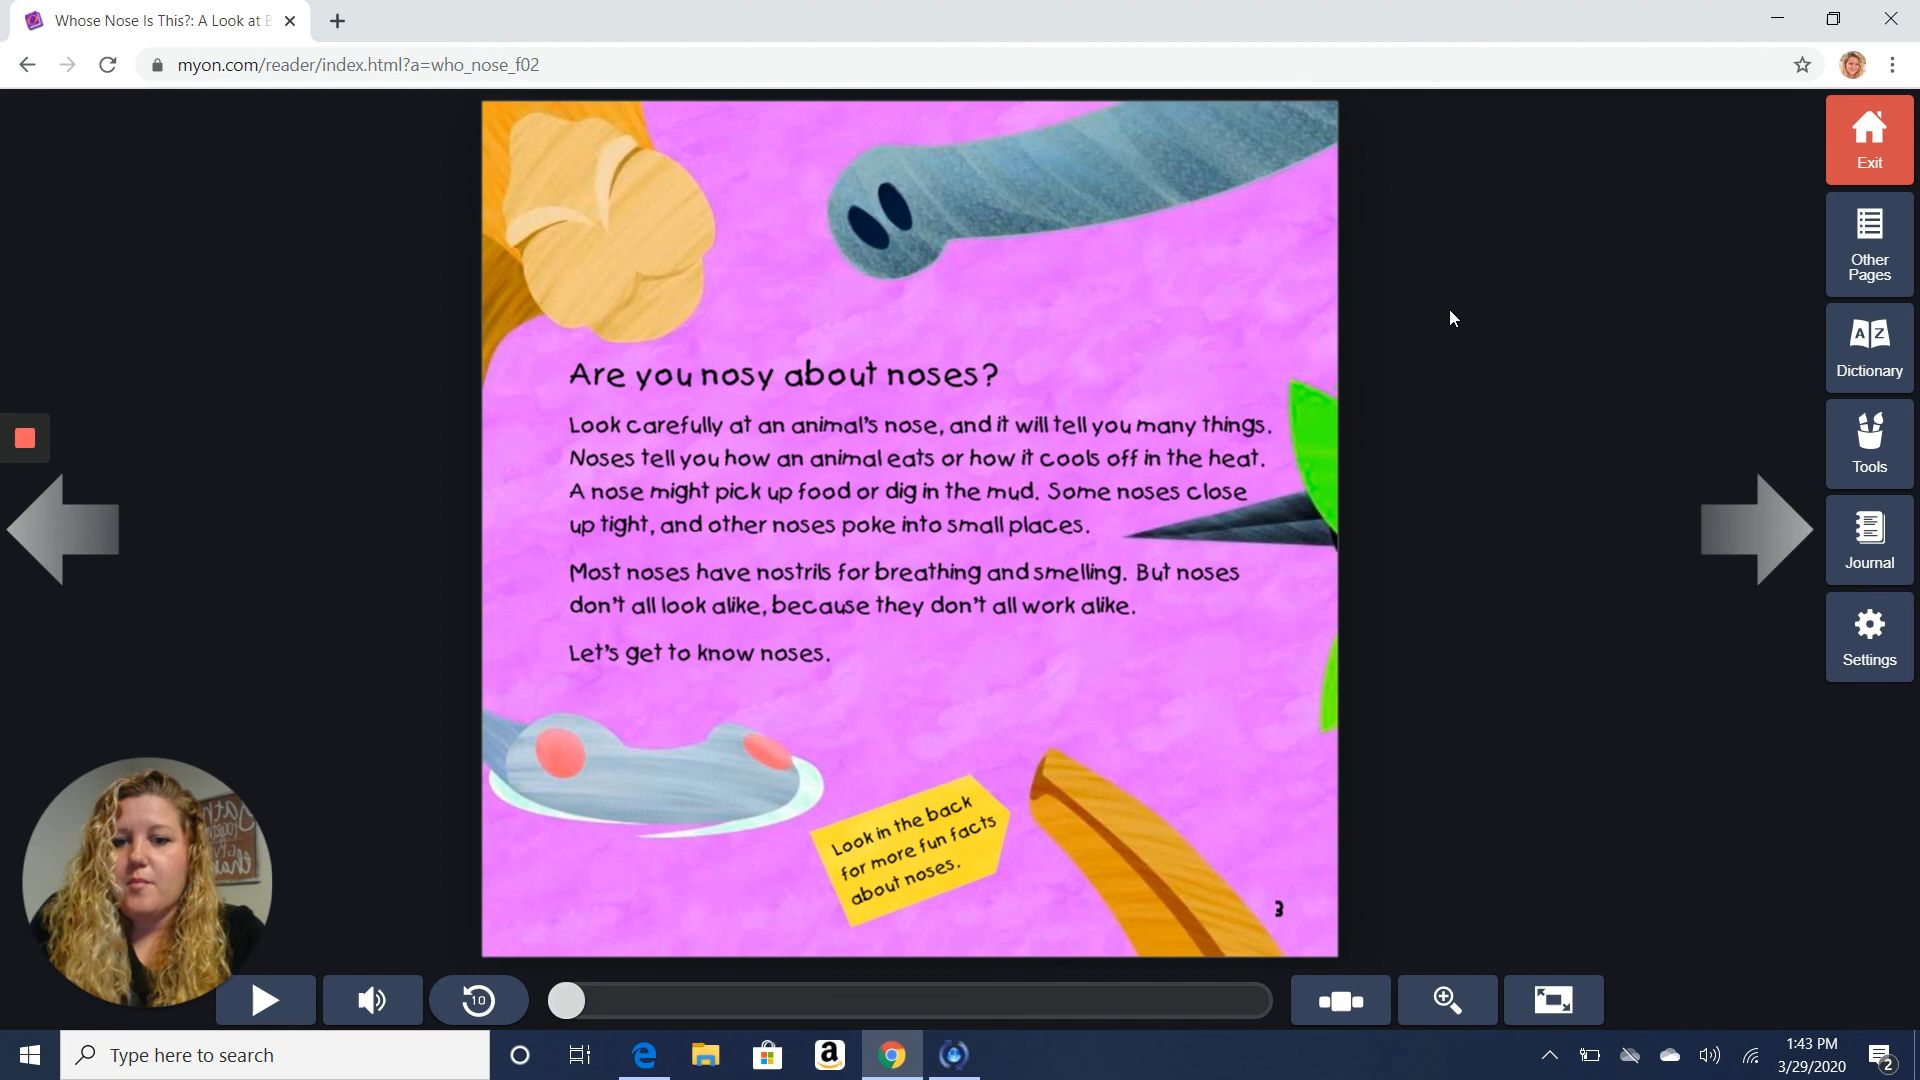 Whose Nose Is This?: A Look at B
myon.com/reader/index.html?a=who_nose_f02
Exit
Other
Pages
Dictionary
Tools
Journal
Settings
Are you nosy about noses?
Look carefully at an animal's nose, and it will tell you many things.
Noses tell you how an animal eats or how it cools off in the heat.
A nose might pick up food or dig in the mud. Some noses close
up tight, and other noses poke into small places.
Most noses have nostrils for breathing and smelling. But noses
don't all look alike, because they don't all work alike.
Let's get to know noses.
Look in the back
for more fun facts
about noses.
3
10
Type here to search
1:43 PM
3/29/2020
2